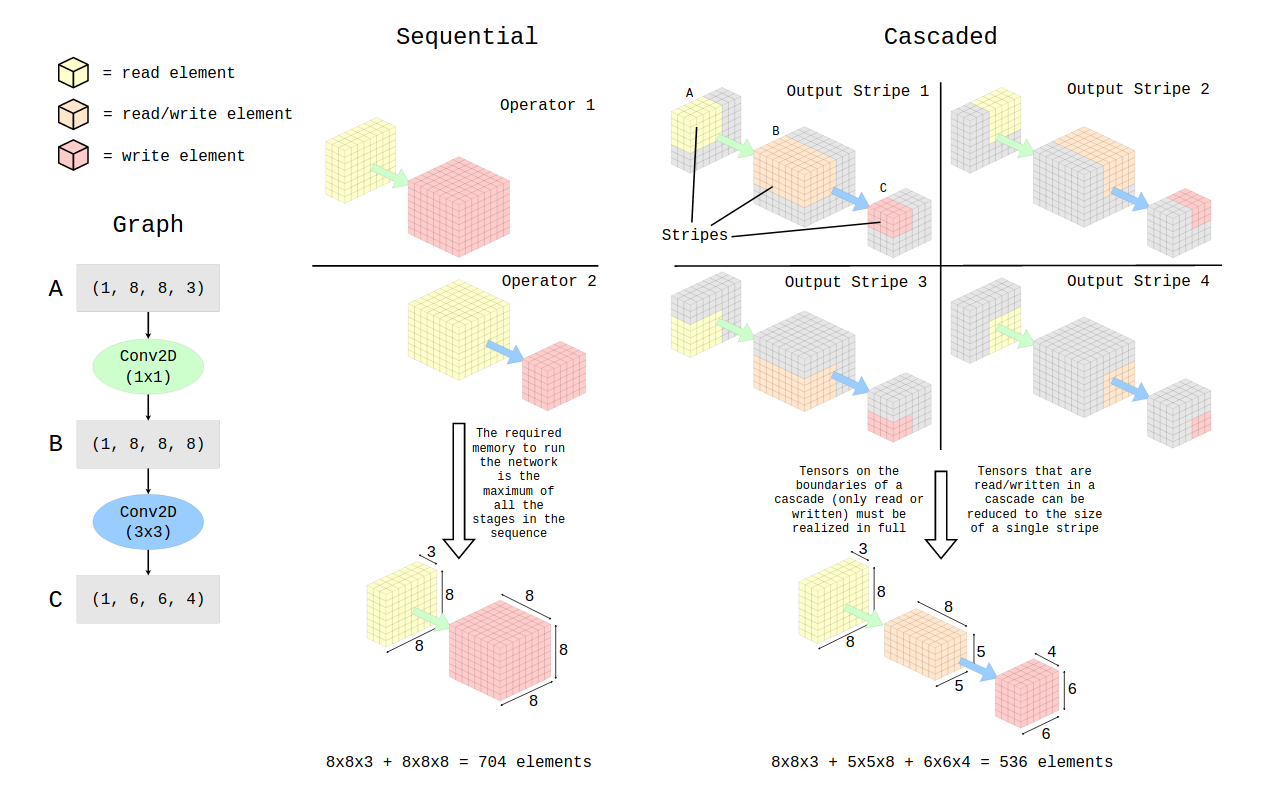 Sequential
Cascaded
= read element
= read/write element
= write element
Graph
A
(1, 8, 8, 3)
Conv2D
(1x1)
B
(1, 8, 8, 8)
Conv2D
(3x3)
C
(1, 6, 6, 4)
Operator 1
Operator 2
The required
memory to run
the network
is the
maximum of
all the
stages in the
sequence
3
8
8
8
8
8
8x8x3 + 8x8x8 = 704 elements
A
B
C
Output Stripe 1
Stripes
Output Stripe 2
Output Stripe 3
Output Stripe 4
Tensors on the
boundaries of a
cascade (only read or
written) must be
realized in full
Tensors that are
read/written in a
cascade can be
reduced to the size
of a single stripe
3
8
8
8
5
5
4
6
6
8x8x3 + 5x5x8 + 6x6x4 = 536 elements